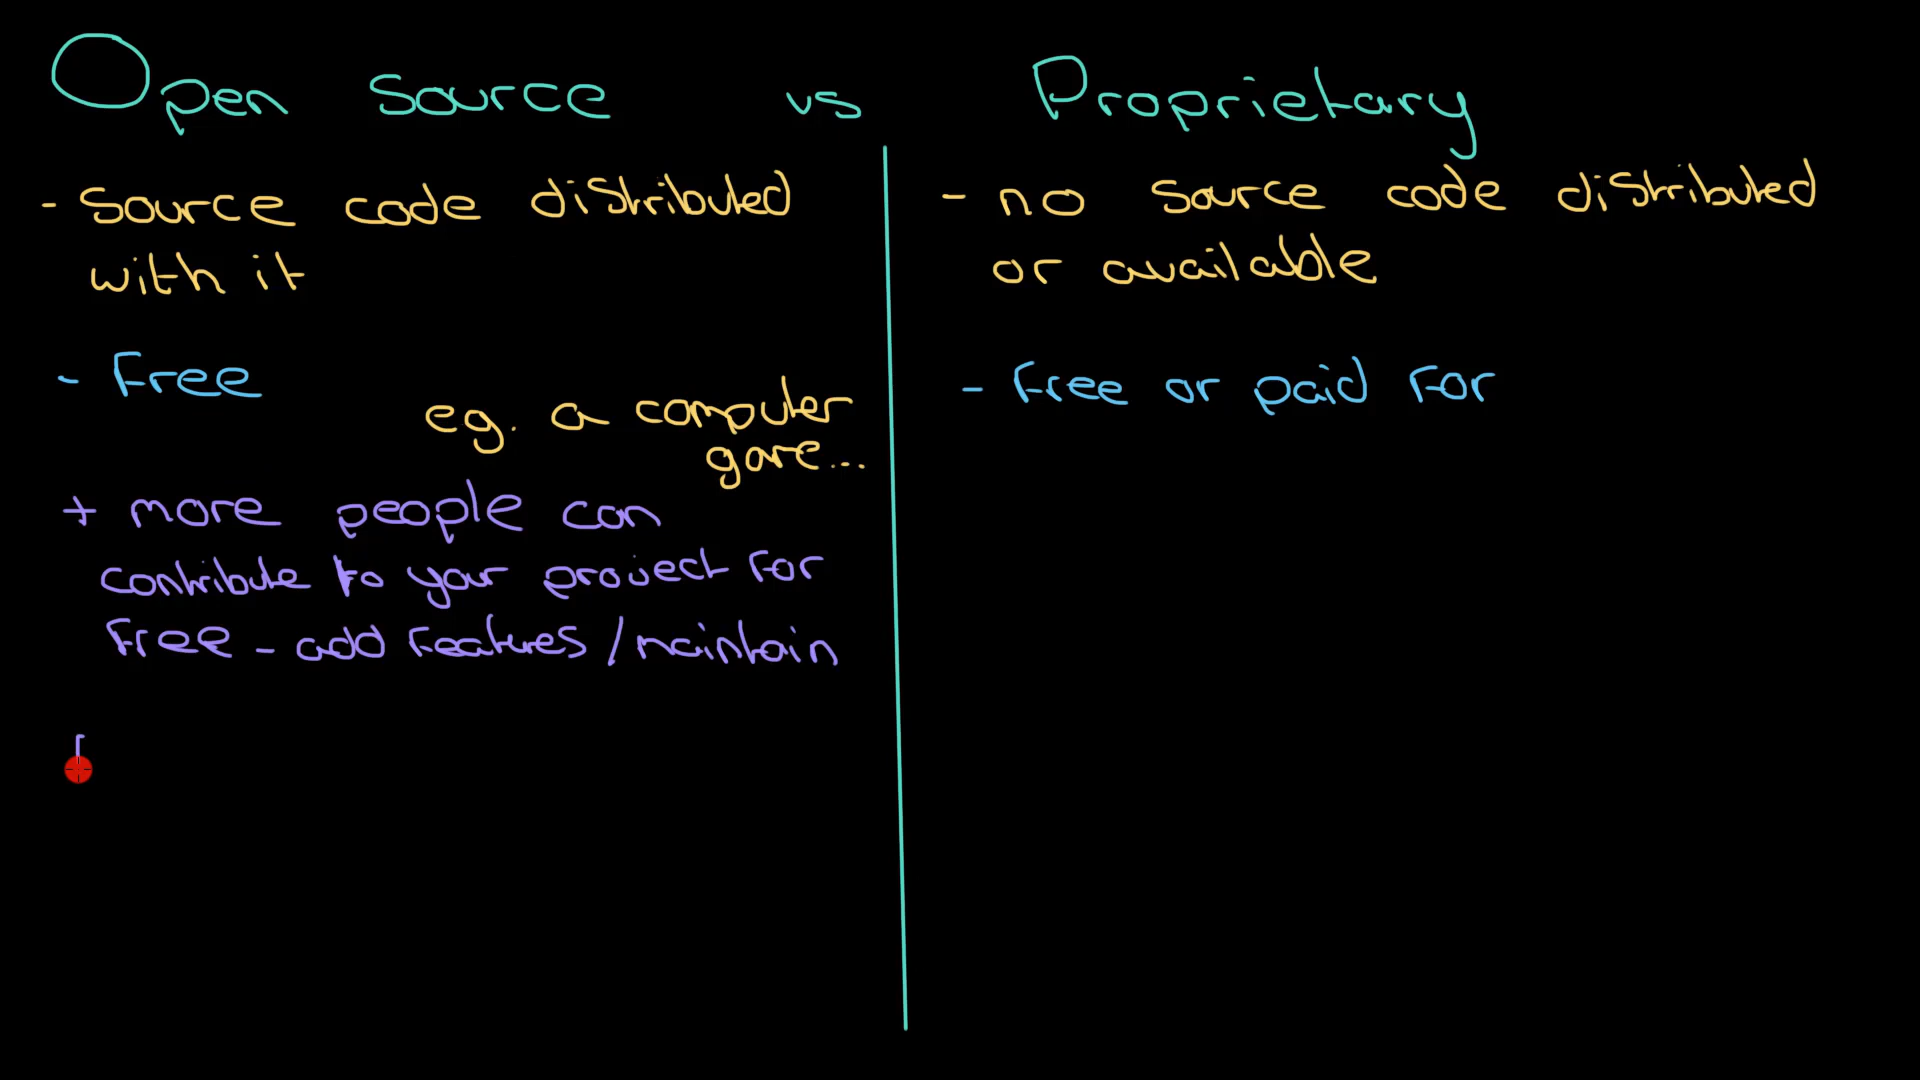 Open source vs Proprietary
- source code distributed
with it
- Free
eg. a computer
game...
+ more people can
contribute to your project for
free - add features / maintain
- no source code distributed
or available
- free or paid for